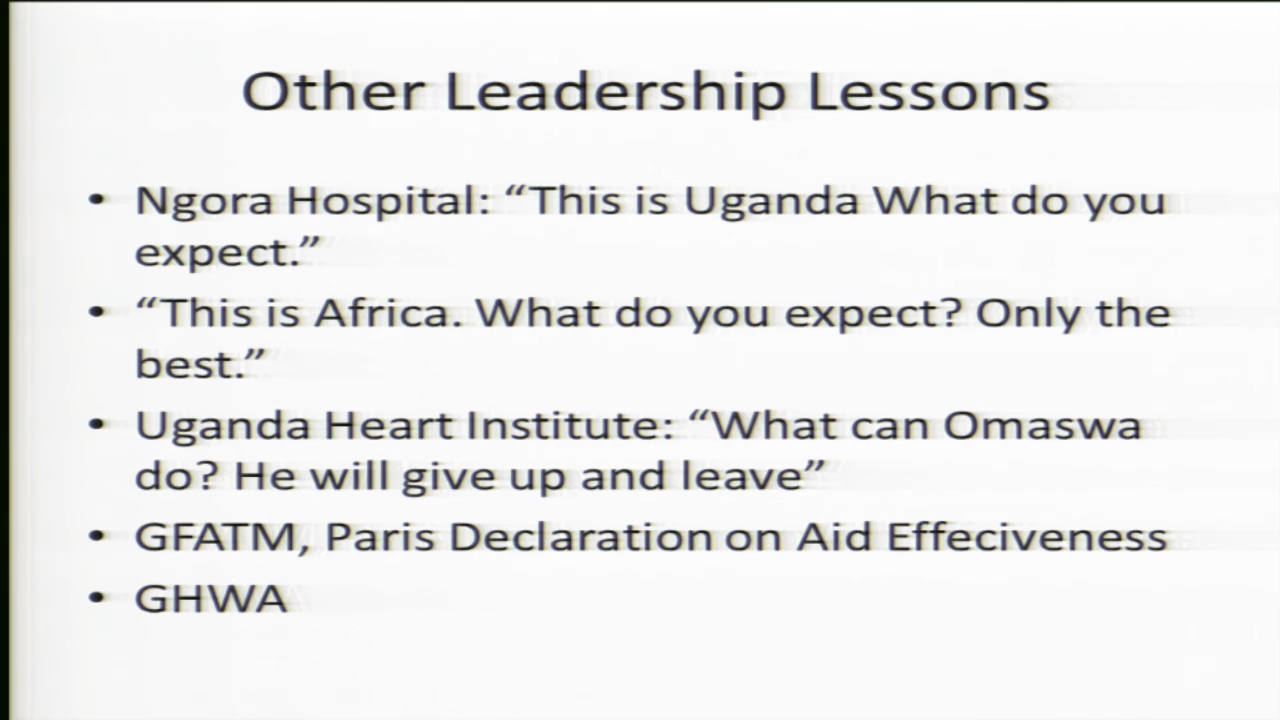 Other Leadership Lessons
• Ngora Hospital: “This is Uganda What do you
expect.”
• “This is Africa. What do you expect? Only the
best.”
• Uganda Heart Institute: “What can Omaswa
do? He will give up and leave”
• GFATM, Paris Declaration on Aid Effeciveness
• GHWA